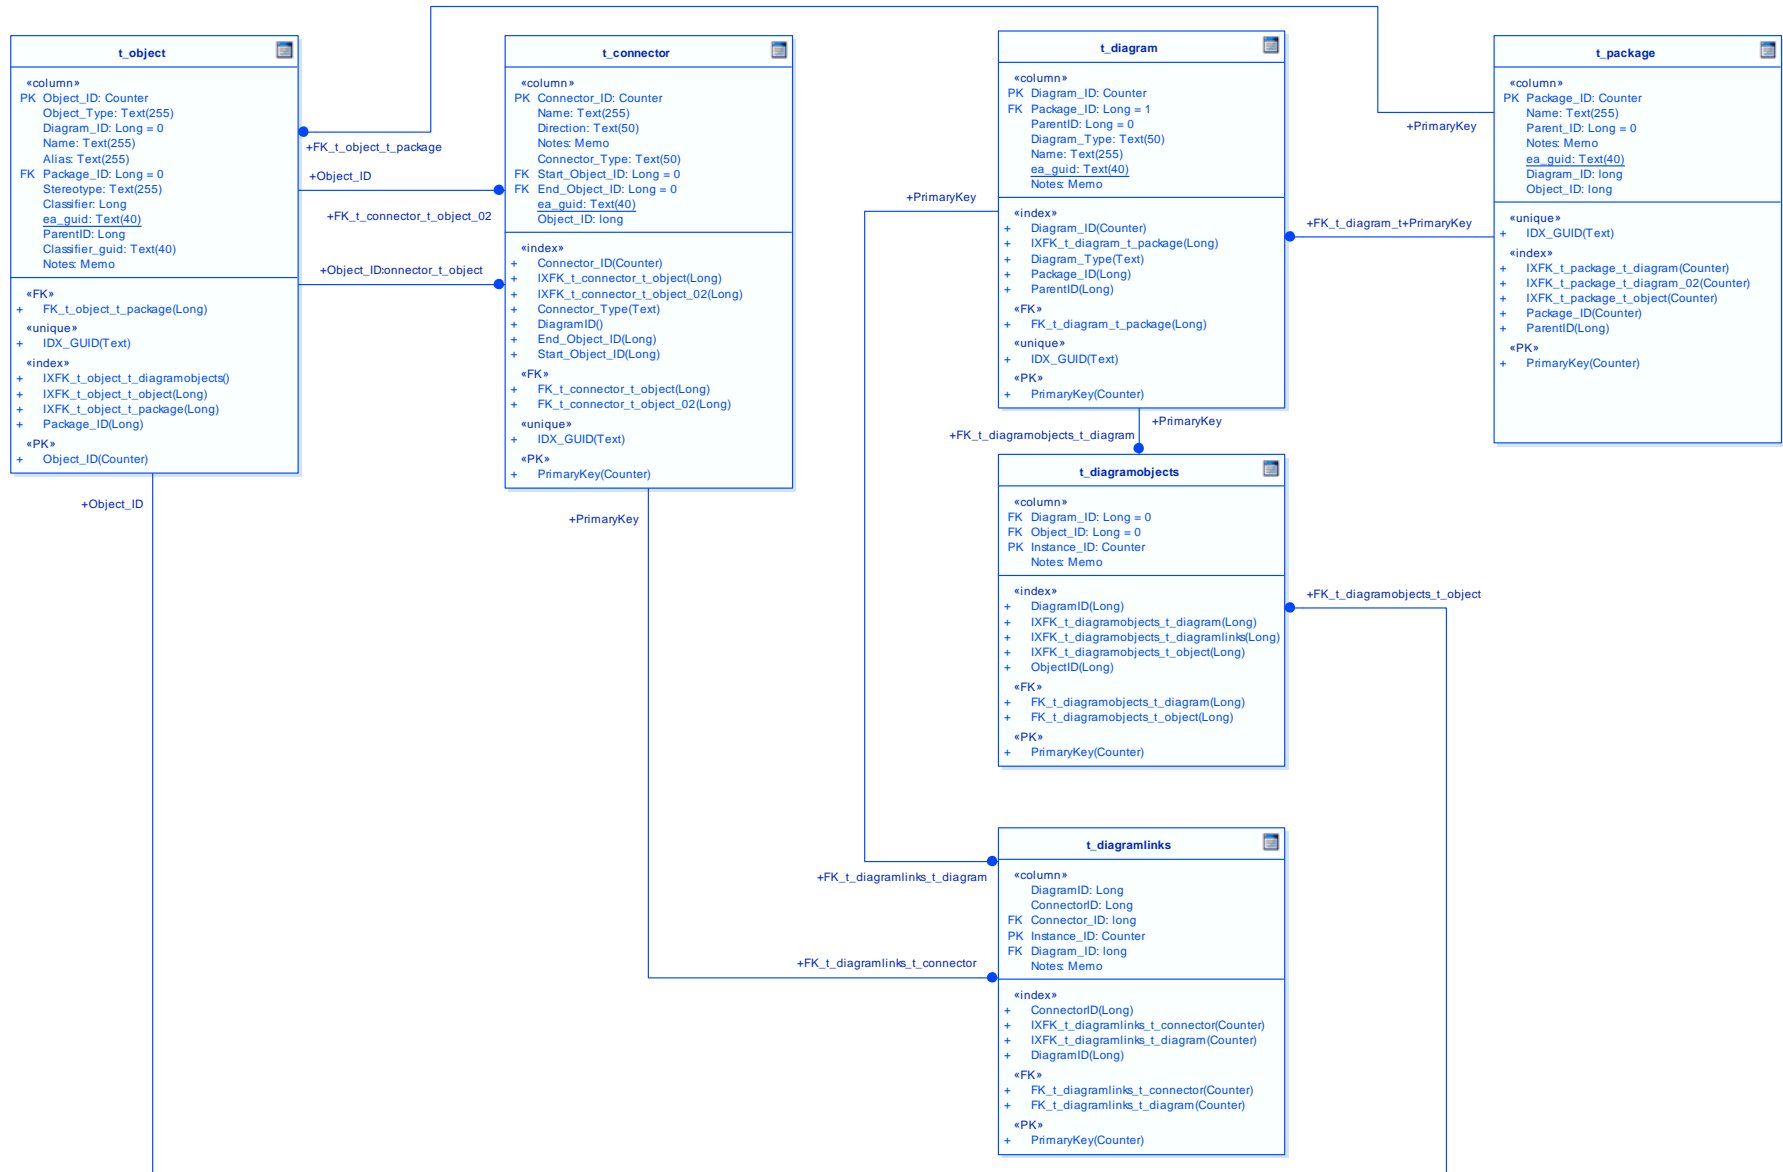 t_object
«column»
PK Object_ID: Counter
Object_Type: Text(255)
Diagram_ID: Long = 0
Name: Text(255)
Alias: Text(255)
FK Package_ID: Long = 0
Stereotype: Text(255)
Classifier: Long
ea_guid: Text(40)
ParentID: Long
Classifier_guid: Text(40)
Notes: Memo
«FK»
+ FK_t_object_t_package(Long)
«unique»
+ IDX_GUID(Text)
«index»
+ IXFK_t_object_t_diagramobjects()
+ IXFK_t_object_t_object(Long)
+ IXFK_t_object_t_package(Long)
+ Package_ID(Long)
«PK»
+ Object_ID(Counter)
+Object_ID
+FK_t_object_t_package
+Object_ID
+FK_t_connector_t_object_02
+Object_ID:onnector_t_object
t_connector
«column»
PK Connector_ID: Counter
Name: Text(255)
Direction: Text(50)
Notes: Memo
Connector_Type: Text(50)
FK Start_Object_ID: Long = 0
FK End_Object_ID: Long = 0
ea_guid: Text(40)
Object_ID: long
«index»
+ Connector_ID(Counter)
+ IXFK_t_connector_t_object(Long)
+ IXFK_t_connector_t_object_02(Long)
+ Connector_Type(Text)
+ DiagramID()
+ End_Object_ID(Long)
+ Start_Object_ID(Long)
«FK»
+ FK_t_connector_t_object(Long)
+ FK_t_connector_t_object_02(Long)
«unique»
+ IDX_GUID(Text)
«PK»
+ PrimaryKey(Counter)
+PrimaryKey
t_diagram
«column»
PK Diagram_ID: Counter
FK Package_ID: Long = 1
ParentID: Long = 0
Diagram_Type: Text(50)
Name: Text(255)
ea_guid: Text(40)
Notes: Memo
«index»
+ Diagram_ID(Counter)
+ IXFK_t_diagram_t_package(Long)
+ Diagram_Type(Text)
+ Package_ID(Long)
+ ParentID(Long)
«FK»
+ FK_t_diagram_t_package(Long)
«unique»
+ IDX_GUID(Text)
«PK»
+ PrimaryKey(Counter)
+PrimaryKey
+PrimaryKey
+FK_t_diagramobjects_t_diagram
+PrimaryKey
+FK_t_diagram_t+PrimaryKey
t_package
«column»
PK Package_ID: Counter
Name: Text(255)
Parent_ID: Long = 0
Notes: Memo
ea_guid: Text(40)
Diagram_ID: long
Object_ID: long
«unique»
+ IDX_GUID(Text)
«index»
+ IXFK_t_package_t_diagram(Counter)
+ IXFK_t_package_t_diagram_02(Counter)
+ IXFK_t_package_t_object(Counter)
+ Package_ID(Counter)
+ ParentID(Long)
«PK»
+ PrimaryKey(Counter)
t_diagramobjects
«column»
FK Diagram_ID: Long = 0
FK Object_ID: Long = 0
PK Instance_ID: Counter
Notes: Memo
«index»
+ DiagramID(Long)
+ IXFK_t_diagramobjects_t_diagram(Long)
+ IXFK_t_diagramobjects_t_diagramlinks(Long)
+ IXFK_t_diagramobjects_t_object(Long)
+ ObjectID(Long)
«FK»
+ FK_t_diagramobjects_t_diagram(Long)
+ FK_t_diagramobjects_t_object(Long)
«PK»
+ PrimaryKey(Counter)
+FK_t_diagramobjects_t_object
+FK_t_diagramlinks_t_diagram
+FK_t_diagramlinks_t_connector
t_diagramlinks
«column»
DiagramID: Long
ConnectorID: Long
FK Connector_ID: long
PK Instance_ID: Counter
FK Diagram_ID: long
Notes: Memo
«index»
+ ConnectorID(Long)
+ IXFK_t_diagramlinks_t_connector(Counter)
+ IXFK_t_diagramlinks_t_diagram(Counter)
+ DiagramID(Long)
«FK»
+ FK_t_diagramlinks_t_connector(Counter)
+ FK_t_diagramlinks_t_diagram(Counter)
«PK»
+ PrimaryKey(Counter)